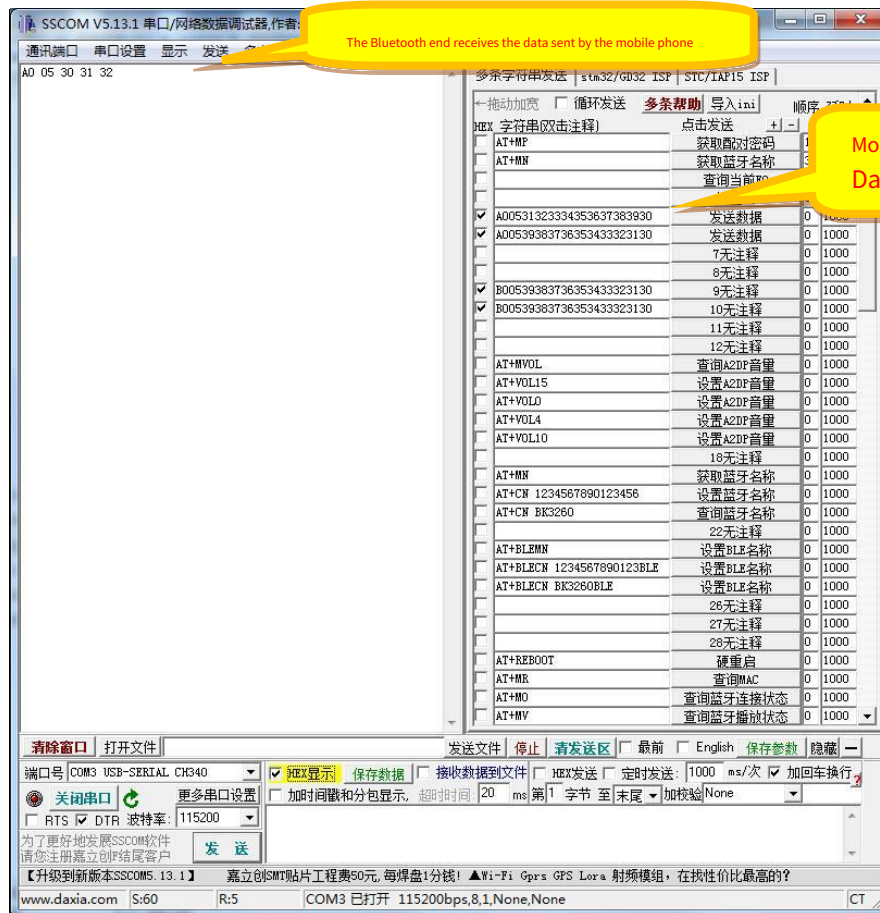 SSCOM V5.13.1 串口/网络数据调试器,作者:
The Bluetooth end receives the data sent by the mobile phone
通讯端口 串口设置 显示 发送
A0 05 30 31 32
多条字符串发送 stm32/GD32 ISP STC/IAP15 ISP
←拖动加宽 循环发送 多条帮助 导入ini 顺序
HEX 字符串(双击注释) 点击发送 + -
AT+MP 获取配对密码
AT+MN 获取蓝牙名称
Mo
查询当前
Da
A00531323334353637383930 发送数据 0 1000
A00539383736353433323130 发送数据 0 1000
7无注释 0 1000
8无注释 0 1000
B00539383736353433323130 9无注释 0 1000
B00539383736353433323130 10无注释 0 1000
11无注释 0 1000
12无注释 0 1000
AT+MVOL 查询A2DP音量 0 1000
AT+VOL15 设置A2DP音量 0 1000
AT+VOL0 设置A2DP音量 0 1000
AT+VOL4 设置A2DP音量 0 1000
AT+VOL10 设置A2DP音量 0 1000
18无注释 0 1000
AT+MN 获取蓝牙名称 0 1000
AT+CN 1234567890123456 设置蓝牙名称 0 1000
AT+CN BK3260 查询蓝牙名称 0 1000
22无注释 0 1000
AT+BLEMN 设置BLE名称 0 1000
AT+BLECN 1234567890123BLE 设置BLE名称 0 1000
AT+BLECN BK3260BLE 设置BLE名称 0 1000
26无注释 0 1000
27无注释 0 1000
28无注释 0 1000
AT+REBOOT 硬重启 0 1000
AT+MR 查询MAC 0 1000
AT+MO 查询蓝牙连接状态 0 1000
AT+MV 查询蓝牙播放状态 0 1000
清除窗口 打开文件 发送文件 停止 清发送区 最前 English 保存参数 隐藏 —
端口号 COM3 USB-SERIAL CH340 HEX显示 保存数据 接收数据到文件 HEX发送 定时发送: 1000 ms/次 加回车换行 ?
关闭串口 更多串口设置 加时间戳和分包显示, 超时时间: 20 ms 第1 字节 至 末尾 加校验 None
RTS DTR 波特率: 115200
为了更好地发展SSCOM软件
请您注册嘉立创F结尾客户
发 送
【升级到新版本SSCOM5.13.1】 嘉立创SMT贴片工程费50元,每焊盘1分钱! ▲Wi-Fi Gprs GPS Lora 射频模组,在找性价比最高的?
www.daxia.com S:60 R:5 COM3 已打开 115200bps,8,1,None,None CT